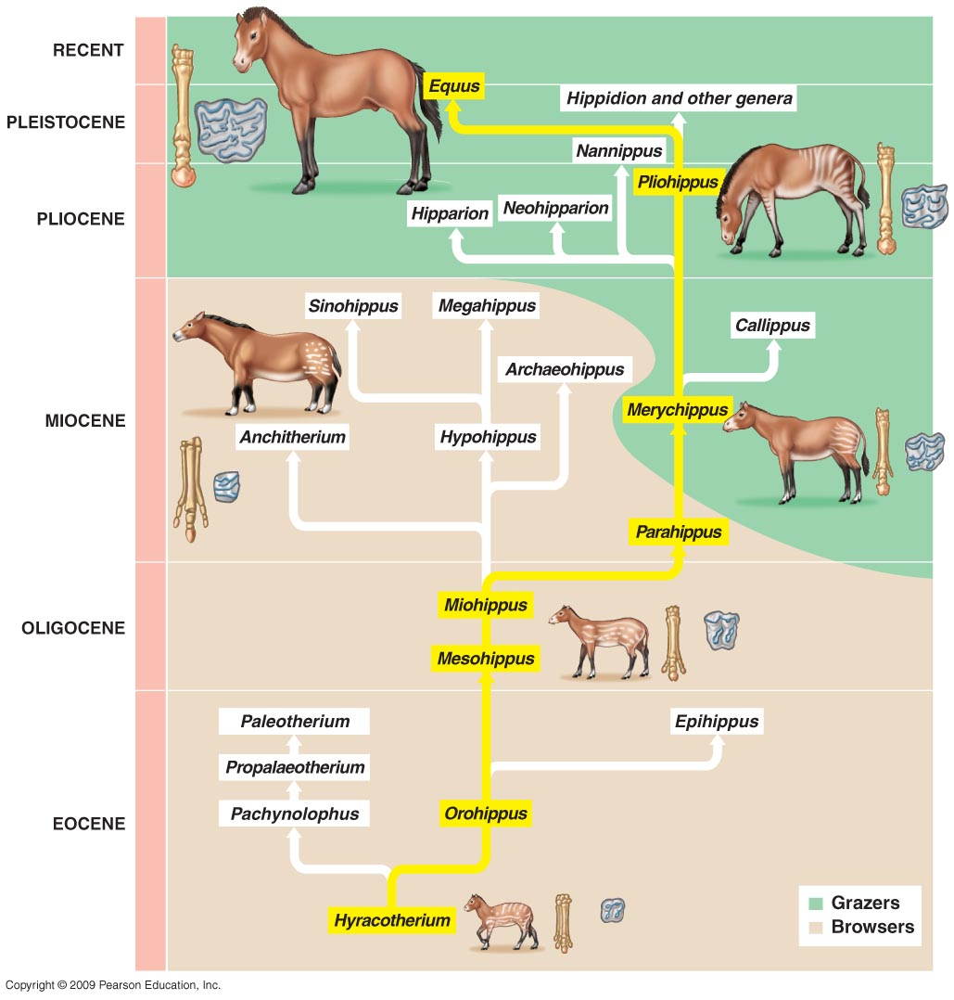 RECENT
Equus
Hippidion and other genera
PLEISTOCENE
Nannippus
Pliohippus
PLIOCENE
Hipparion
Neohipparion
Sinohippus
Megahippus
Callippus
Archaeohippus
MIOCENE
Merychippus
Anchitherium
Hypohippus
Parahippus
OLIGOCENE
Miohippus
Mesohippus
Paleotherium
Epihippus
Propalaeotherium
EOCENE
Pachynolophus
Orohippus
Hyracotherium
Grazers
Browsers
Copyright © 2009 Pearson Education, Inc.